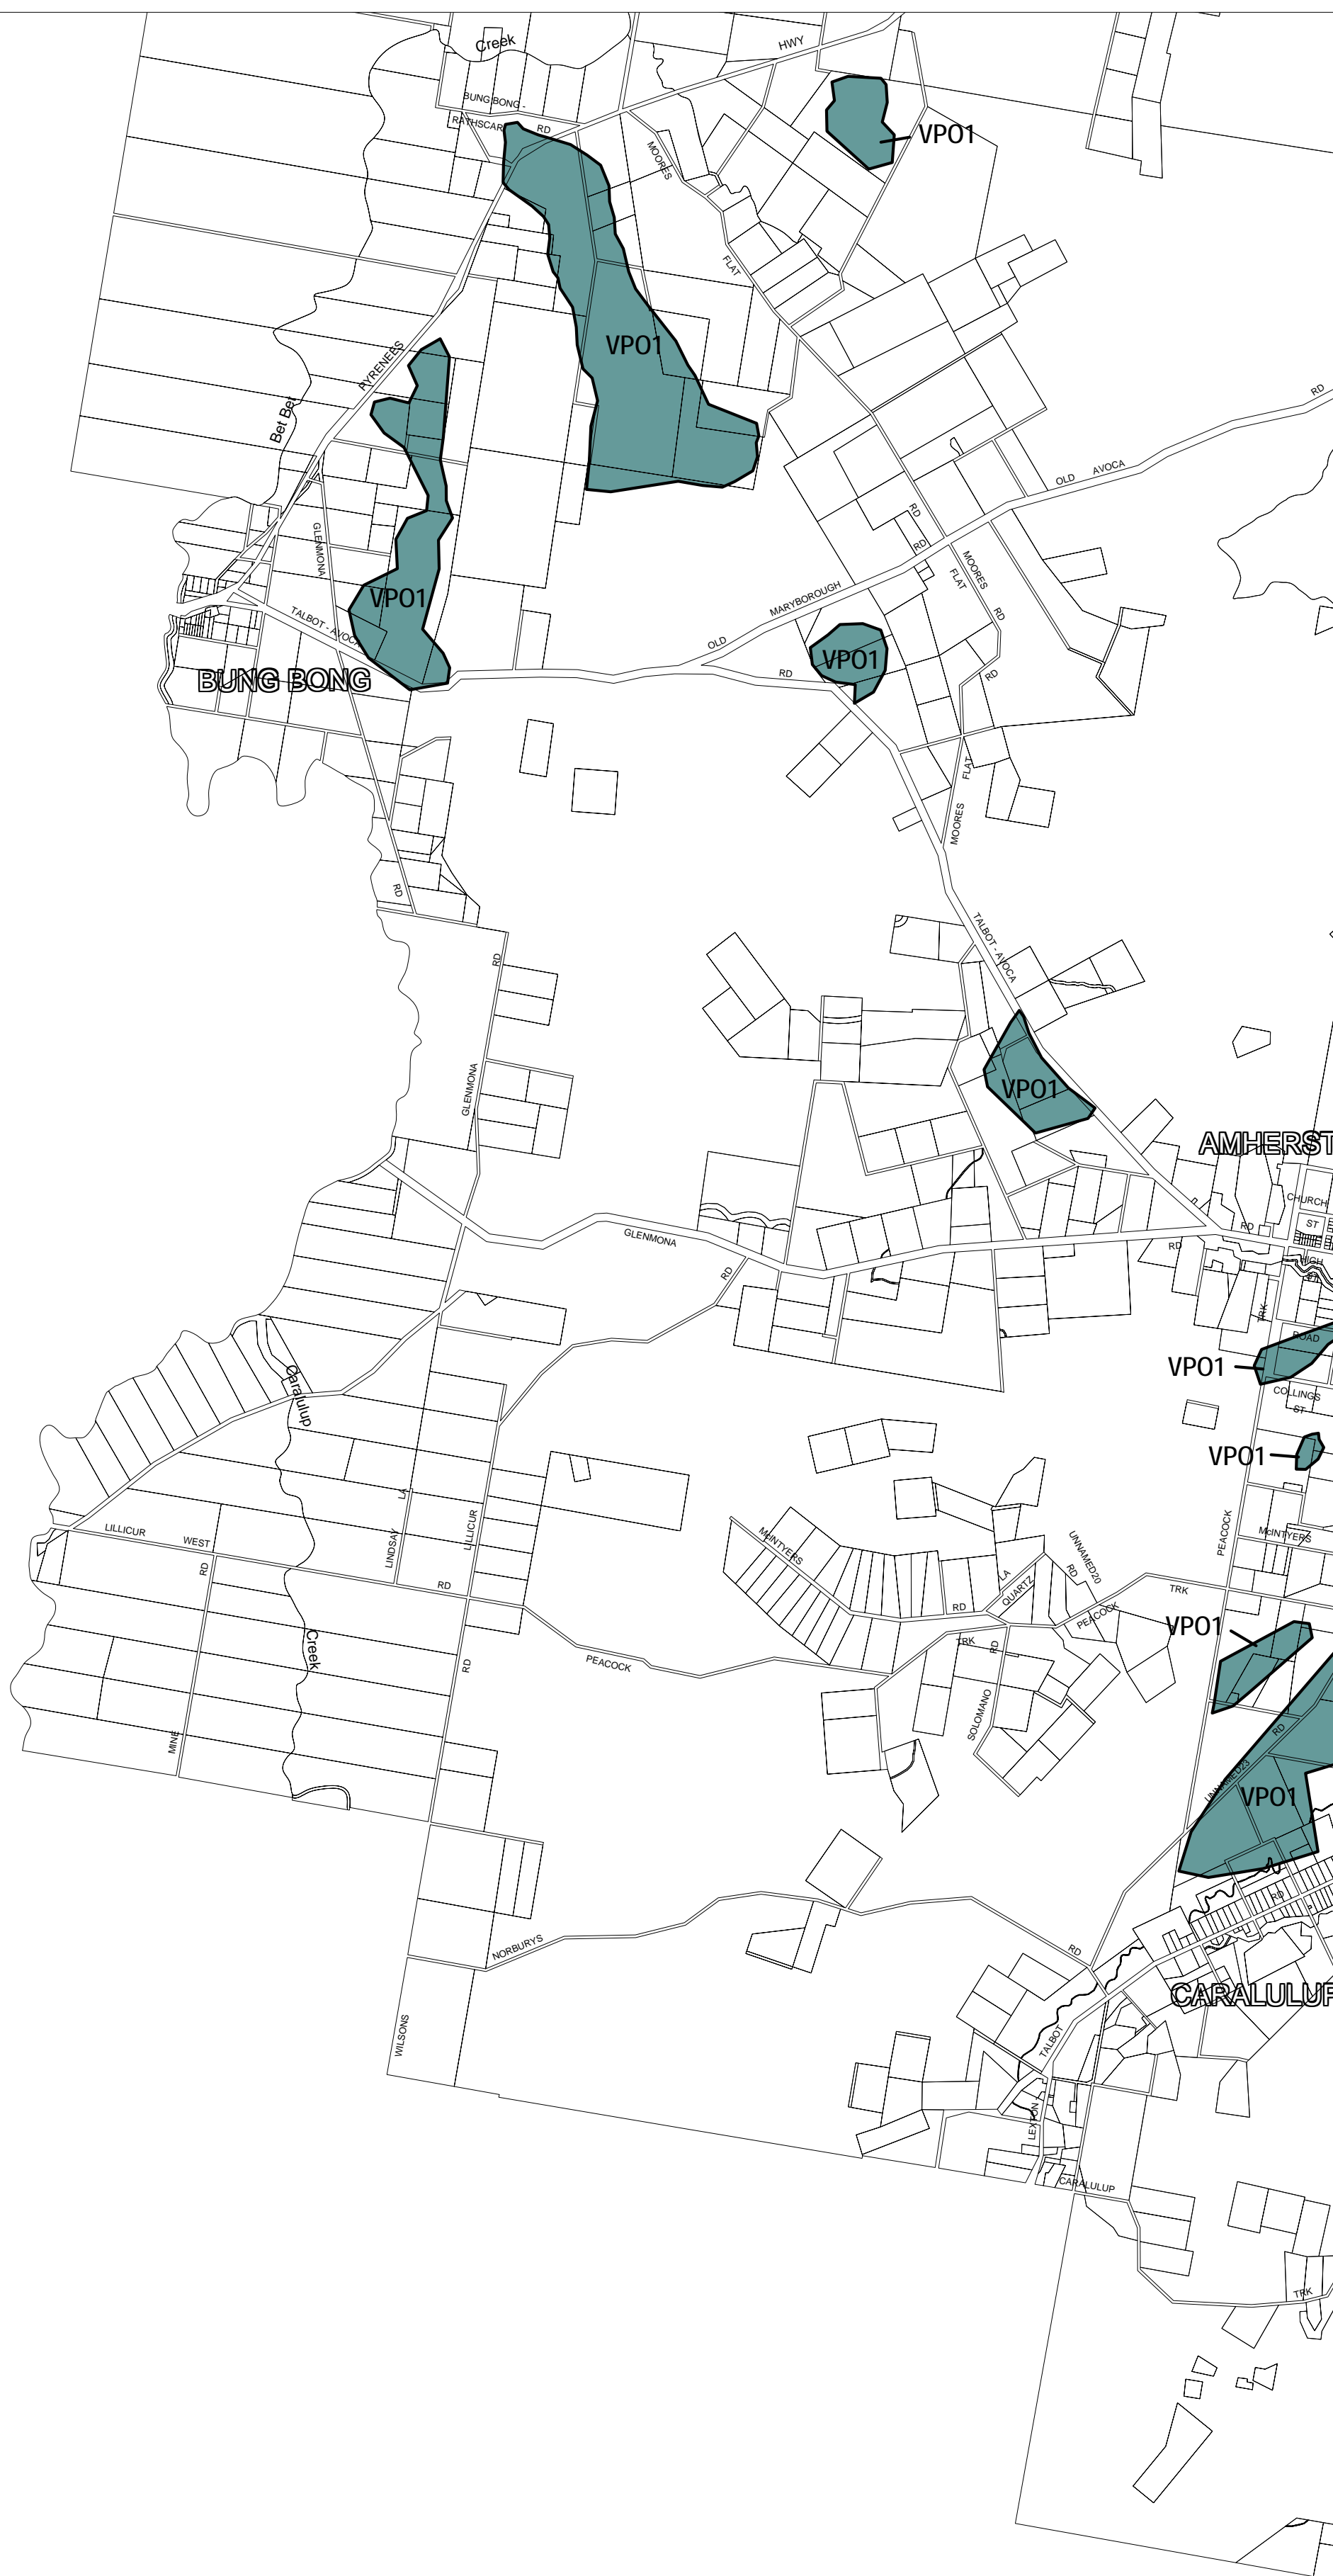 Creek
HWY
BUNG BONG -
RATHSCAR
RD
VPO1
MOORES
FLAT
VPO1
PYRENEES
RD
Bet Bet
OLD
AVOCA
RD
RD
GLENMONA
MOORES
FLAT
RD
MARYBOROUGH
VPO1
TALBOT - AVOCA
OLD
VPO1
RD
RD
BUNG BONG
FLAT
MOORES
RD
TALBOT - AVOCA
RD
VPO1
GLENMONA
AMHERST
CHURCH
ST
RD
GLENMONA
RD
HIGH
ST
RD
TRK
ROAD
VPO1
COLLINGS
ST
Caralulup
VPO1
LA
LILLICUR
PEACOCK
LILLICUR
WEST
McINTYERS
McINTYERS
UNNAMED20
LINDSAY
RD
RD
LA
QUARTZ
RD
TRK
RD
PEACOCK
VPO1
Creek
TRK
RD
PEACOCK
RD
SOLOMANO
RD
MINE
UNNAMED23
VPO1
RD
NORBURYS
RD
CARALULUP
WILSONS
TALBOT
LEXTON
CARALULUP
TRK